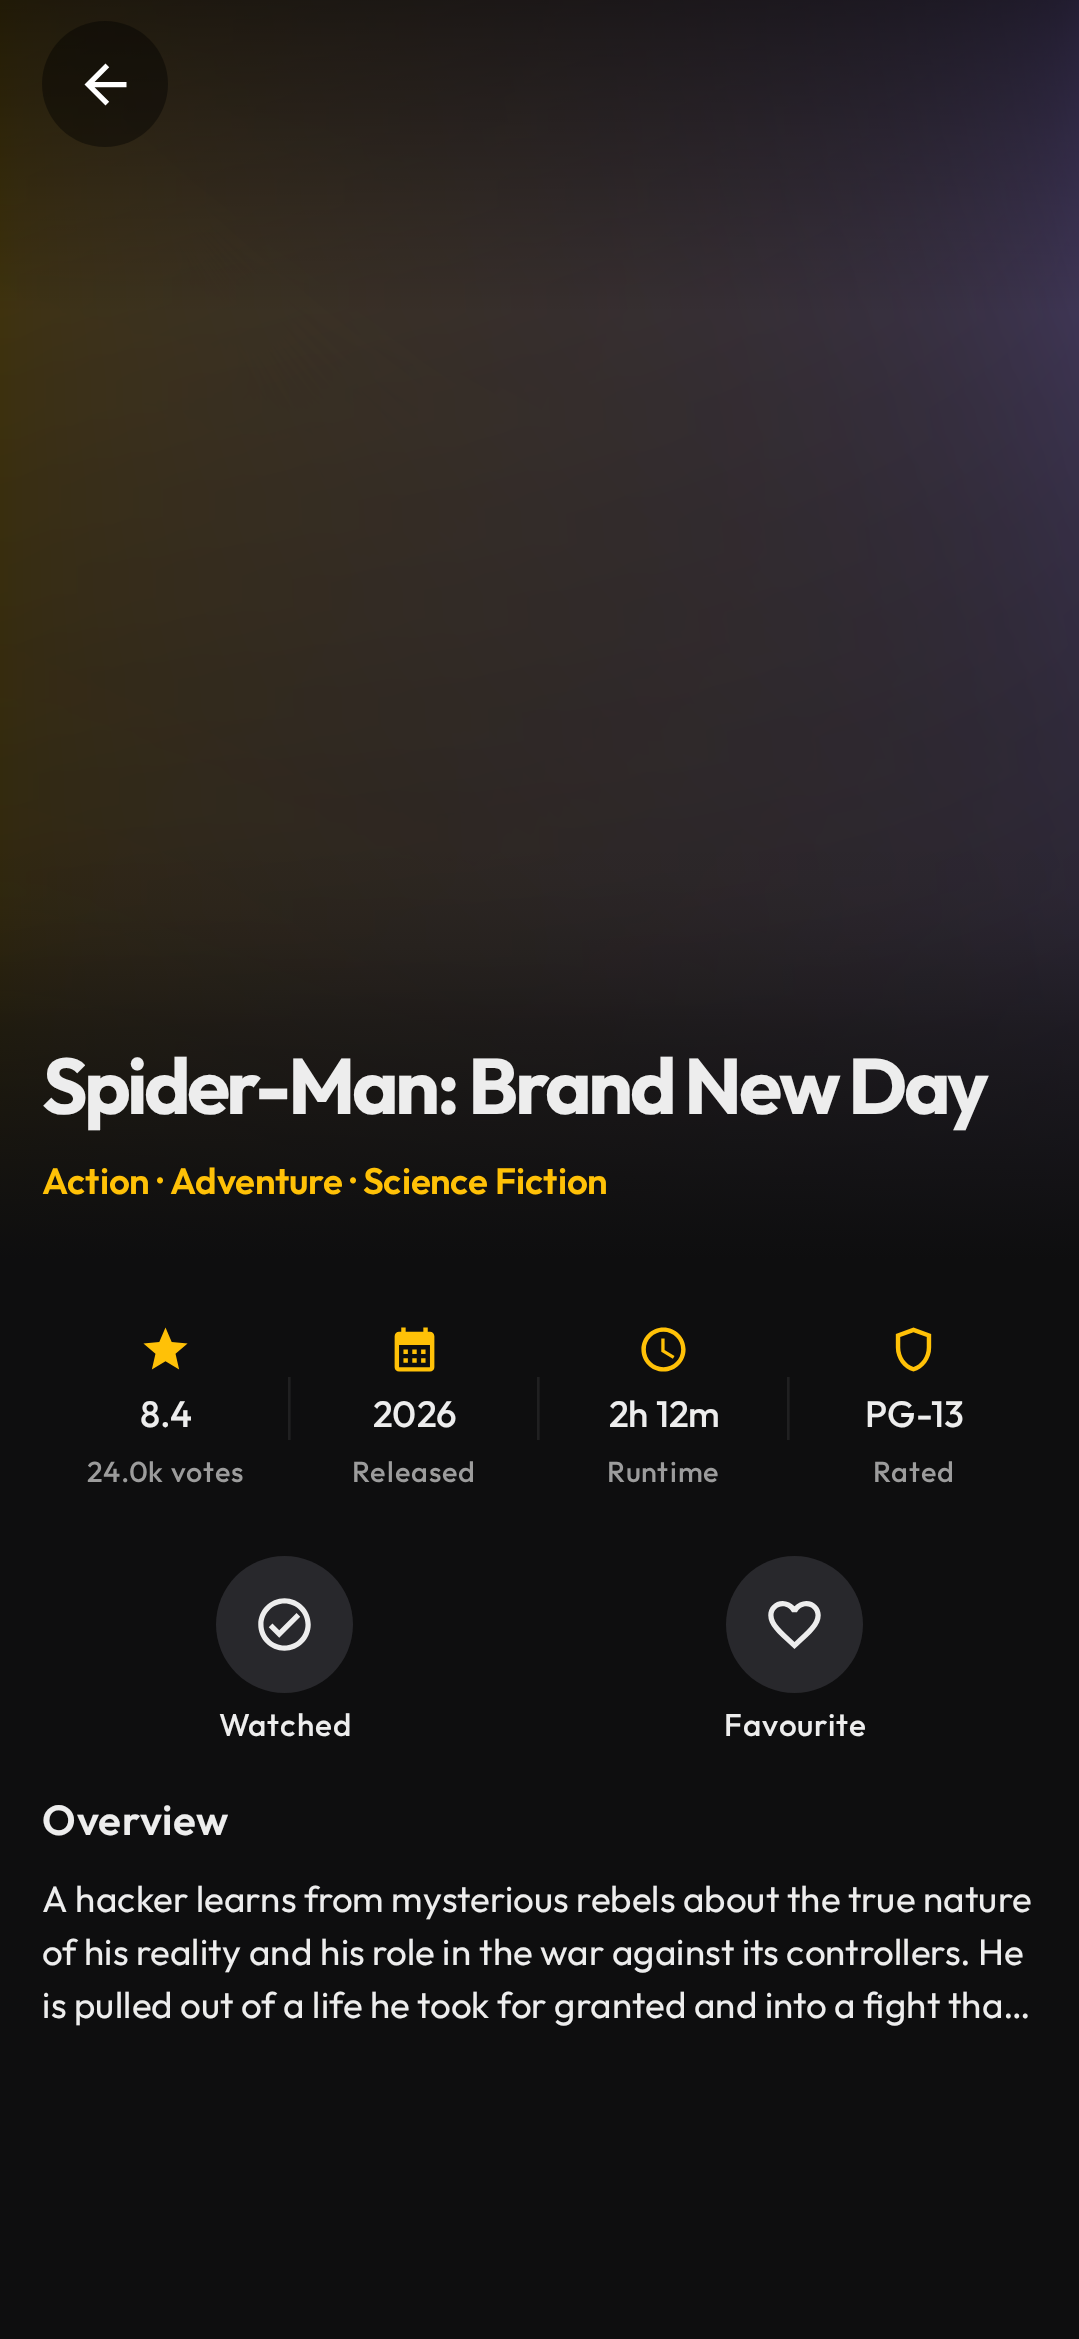 Spider-Man: Brand New Day
Action · Adventure · Science Fiction
8.4
2026
2h 12m
PG-13
24.0k votes
Released
Runtime
Rated
Watched
Favourite
Overview
A hacker learns from mysterious rebels about the true nature
of his reality and his role in the war against its controllers. He
is pulled out of a life he took for granted and into a fight tha...